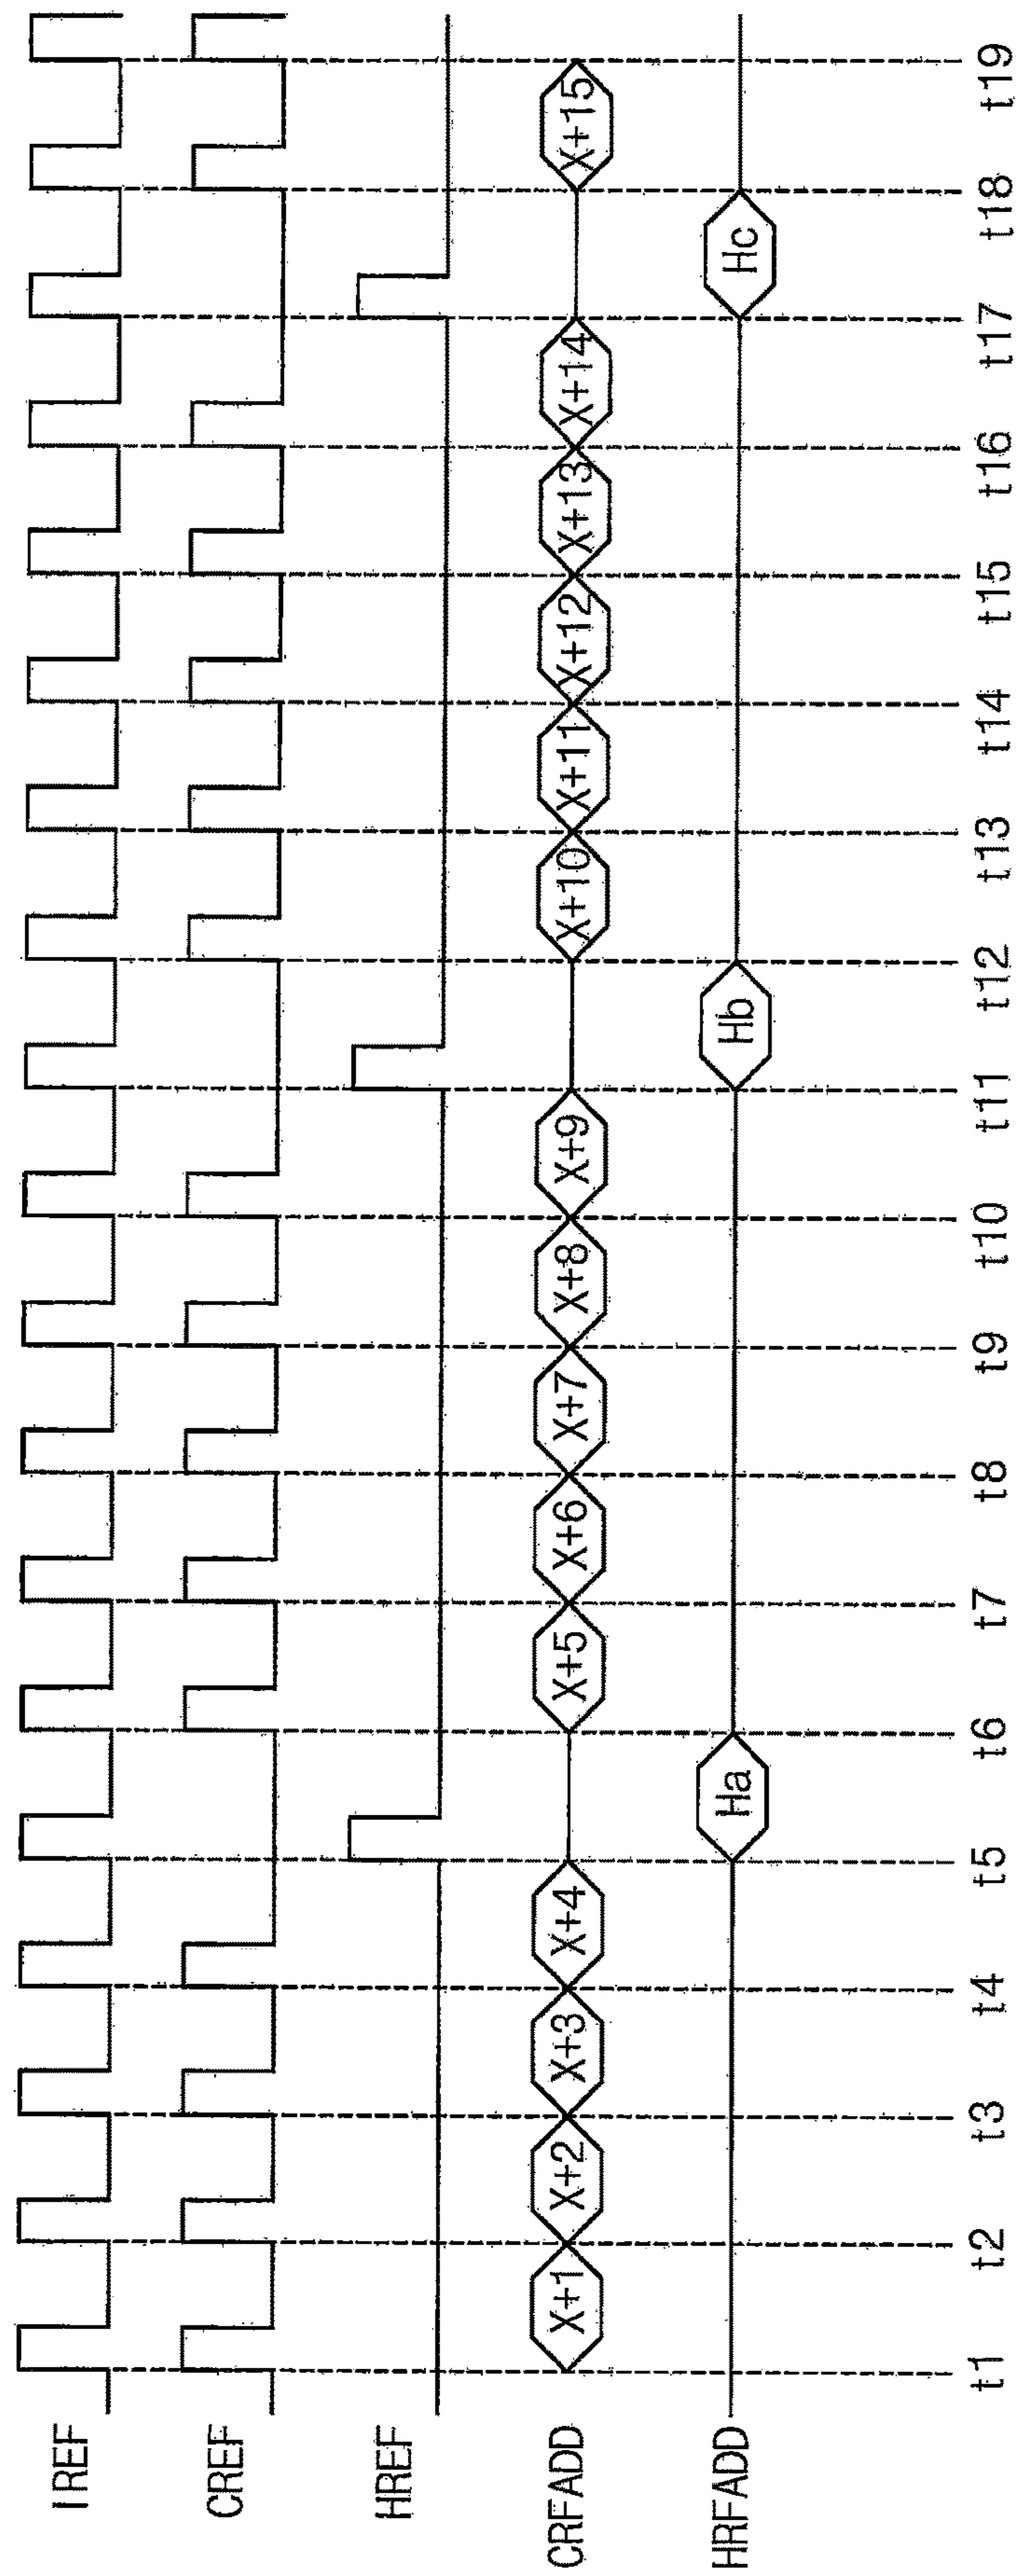 IREF
CREF
HREF
CRFADD X+1 X+2 X+3 X+4 X+5 X+6 X+7 X+8 X+9 X+10 X+11 X+12 X+13 X+14 X+15
HRFADD Ha Hb Hc
t1 t2 t3 t4 t5 t6 t7 t8 t9 t10 t11 t12 t13 t14 t15 t16 t17 t18 t19